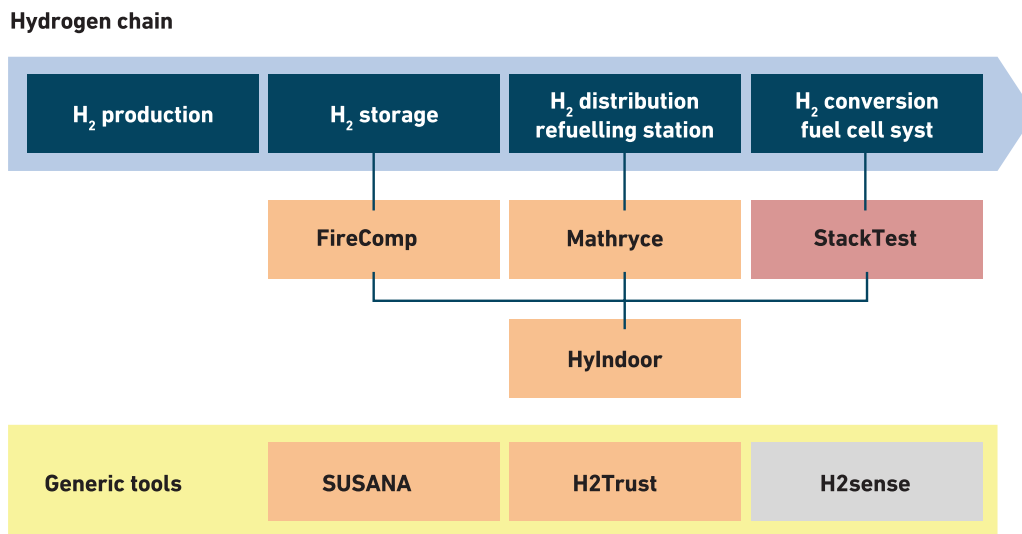 Hydrogen chain
H₂ production
H₂ storage
H₂ distribution
refuelling station
H₂ conversion
fuel cell syst
FireComp
Mathryce
StackTest
HyIndoor
Generic tools
SUSANA
H2Trust
H2sense